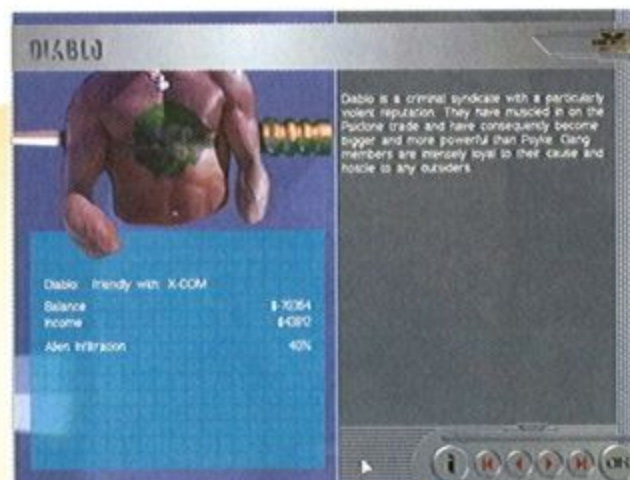 DIABLO
Diablo is a criminal syndicate with a particularly
violent reputation. They have muscled in on the
Psiclone trade and have consequently become
bigger and more powerful than Psyke. Gang
members are intensely loyal to their cause and
hostile to any outsiders.
Diablo: friendly with: X-COM
Balance
Income
Alien Infiltration 40%
i